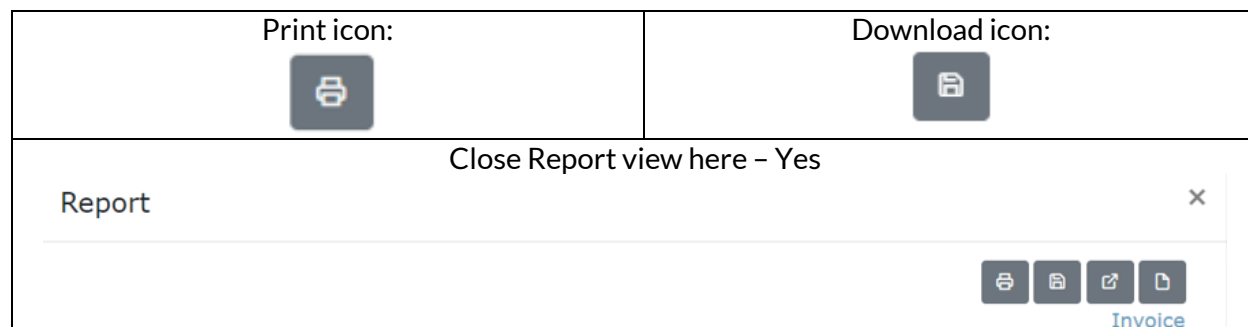 Print icon:
Download icon:
Close Report view here – Yes
Report
Invoice